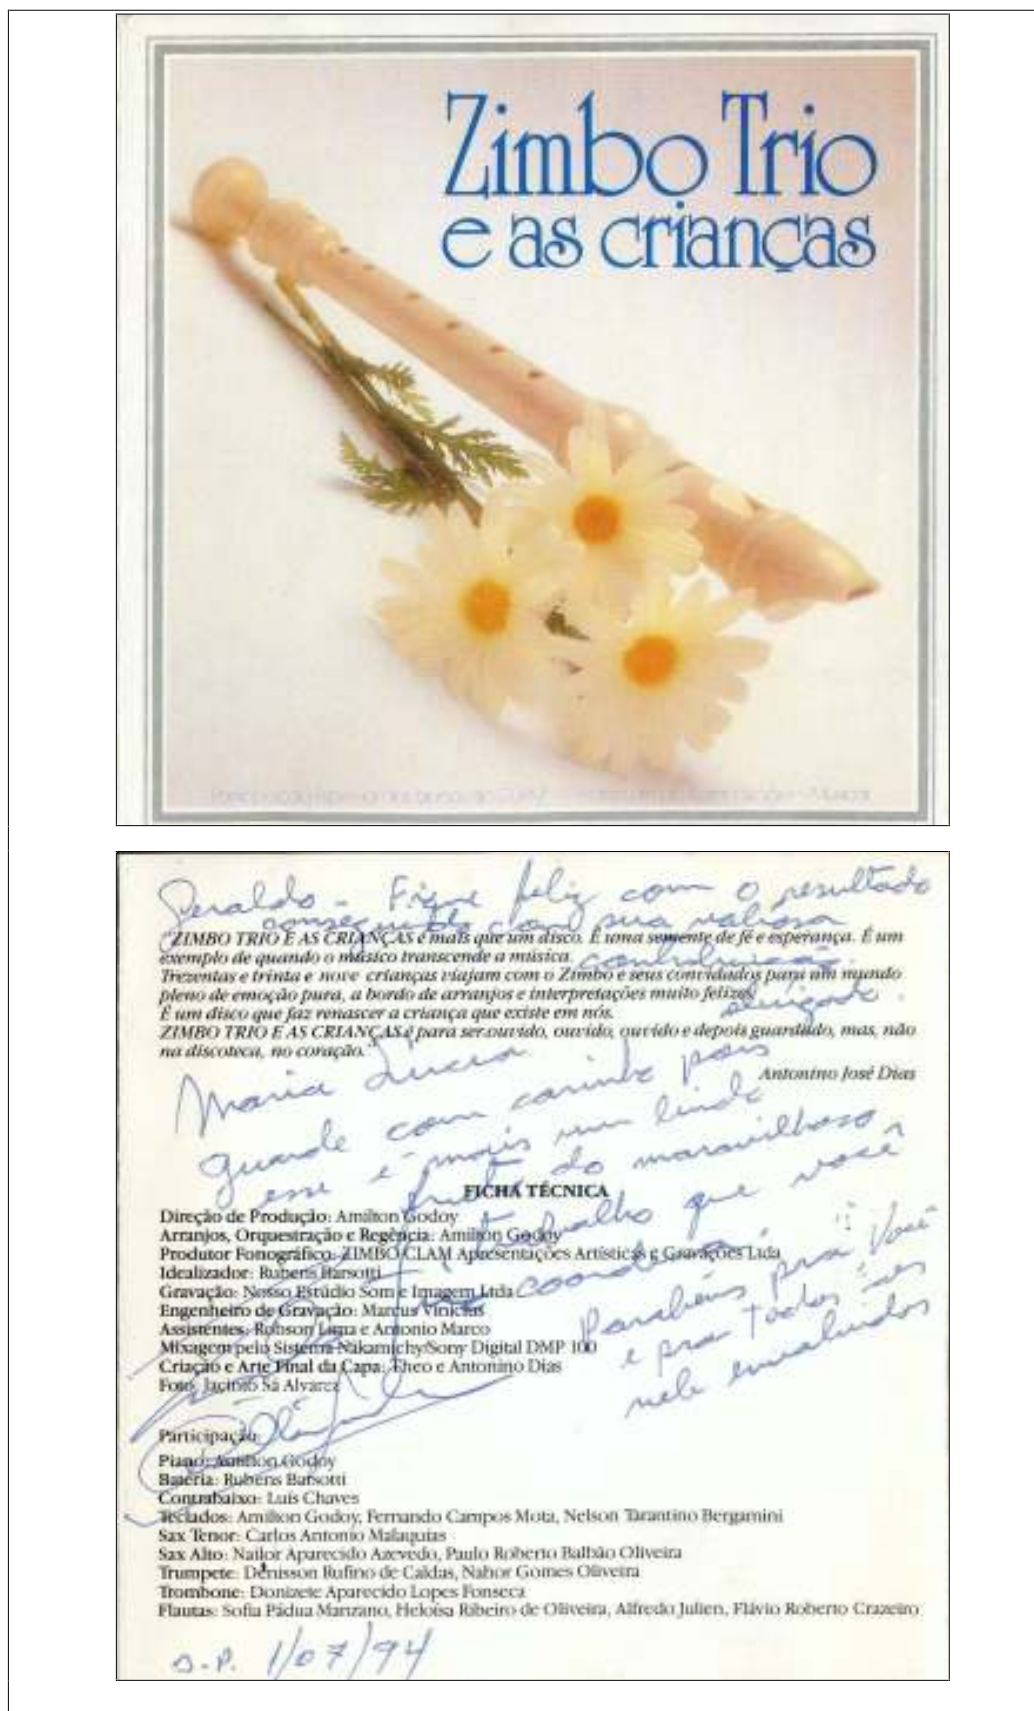 Zimbo Trio
e as crianças
Geraldo - Fique feliz com o resultado
conseguido com sua valiosa
contribuição.
obrigado.
"ZIMBO TRIO E AS CRIANÇAS é mais que um disco. É uma semente de fé e esperança. É um
exemplo de quando o músico transcende a música.
Trezentas e trinta e nove crianças viajam com o Zimbo e seus convidados para um mundo
pleno de emoção pura, a bordo de arranjos e interpretações muito felizes.
É um disco que faz renascer a criança que existe em nós.
ZIMBO TRIO E AS CRIANÇAS é para ser ouvido, ouvido, ouvido e depois guardado, mas, não
na discoteca, no coração."
Antonino José Dias
Maria Lucia
guarde com carinho pois
esse é mais um lindo
fruto do maravilhoso
trabalho que você
coordena!
Parabéns pra você
e pra todos
nele envolvidos
FICHA TÉCNICA
Direção de Produção: Amilton Godoy
Arranjos, Orquestração e Regência: Amilton Godoy
Produtor Fonográfico: ZIMBO CLAM Apresentações Artísticas e Gravações Ltda
Idealizador: Rubens Barsotti
Gravação: Nosso Estúdio Som e Imagem Ltda
Engenheiro de Gravação: Marcus Vinicius
Assistentes: Robson Lima e Antonio Marco
Mixagem pelo Sistema Nakamichy/Sony Digital DMP 100
Criação e Arte Final da Capa: Theo e Antonino Dias
Foto: Jacinto Sá Alvarez
Participação:
Piano: Amilton Godoy
Bateria: Rubens Barsotti
Contrabaixo: Luis Chaves
Teclados: Amilton Godoy, Fernando Campos Mota, Nelson Tarantino Bergamini
Sax Tenor: Carlos Antonio Malaquias
Sax Alto: Nailor Aparecido Azevedo, Paulo Roberto Balbão Oliveira
Trumpete: Dênisson Rufino de Caldas, Nahor Gomes Oliveira
Trombone: Donizete Aparecido Lopes Fonseca
Flautas: Sofia Pádua Manzano, Heloísa Ribeiro de Oliveira, Alfredo Julien, Flávio Roberto Crazeiro
S.P. 1/07/94